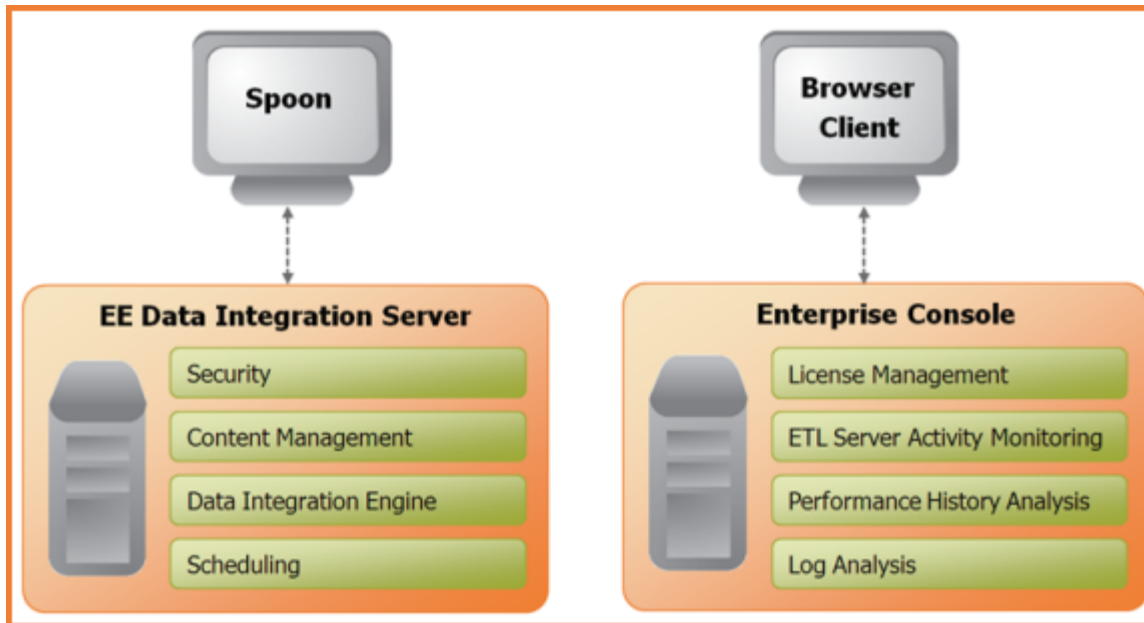 Spoon
EE Data Integration Server
Security
Content Management
Data Integration Engine
Scheduling
Browser
Client
Enterprise Console
License Management
ETL Server Activity Monitoring
Performance History Analysis
Log Analysis